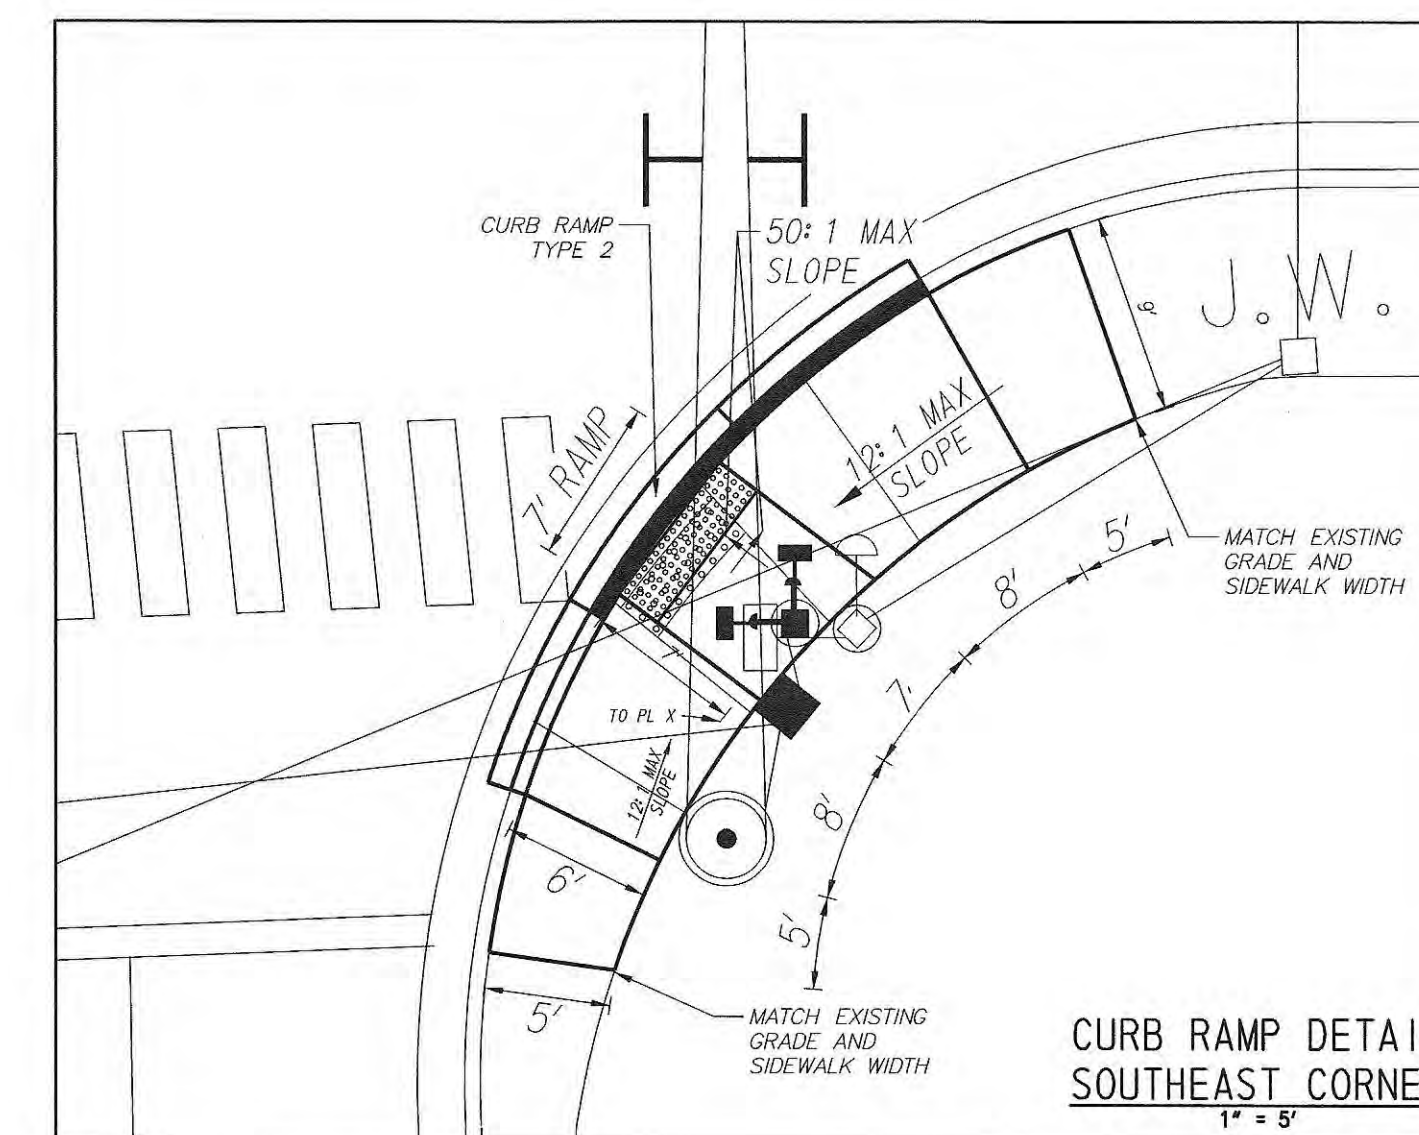 CURB RAMP
TYPE 2
50: 1 MAX
SLOPE
J.W.
6'
7' RAMP
12: 1 MAX
SLOPE
5'
MATCH EXISTING
GRADE AND
SIDEWALK WIDTH
8'
7'
7'
TO PL X
12: 1 MAX
SLOPE
8'
6'
5'
5'
MATCH EXISTING
GRADE AND
SIDEWALK WIDTH
CURB RAMP DETAI
SOUTHEAST CORNE
1" = 5'